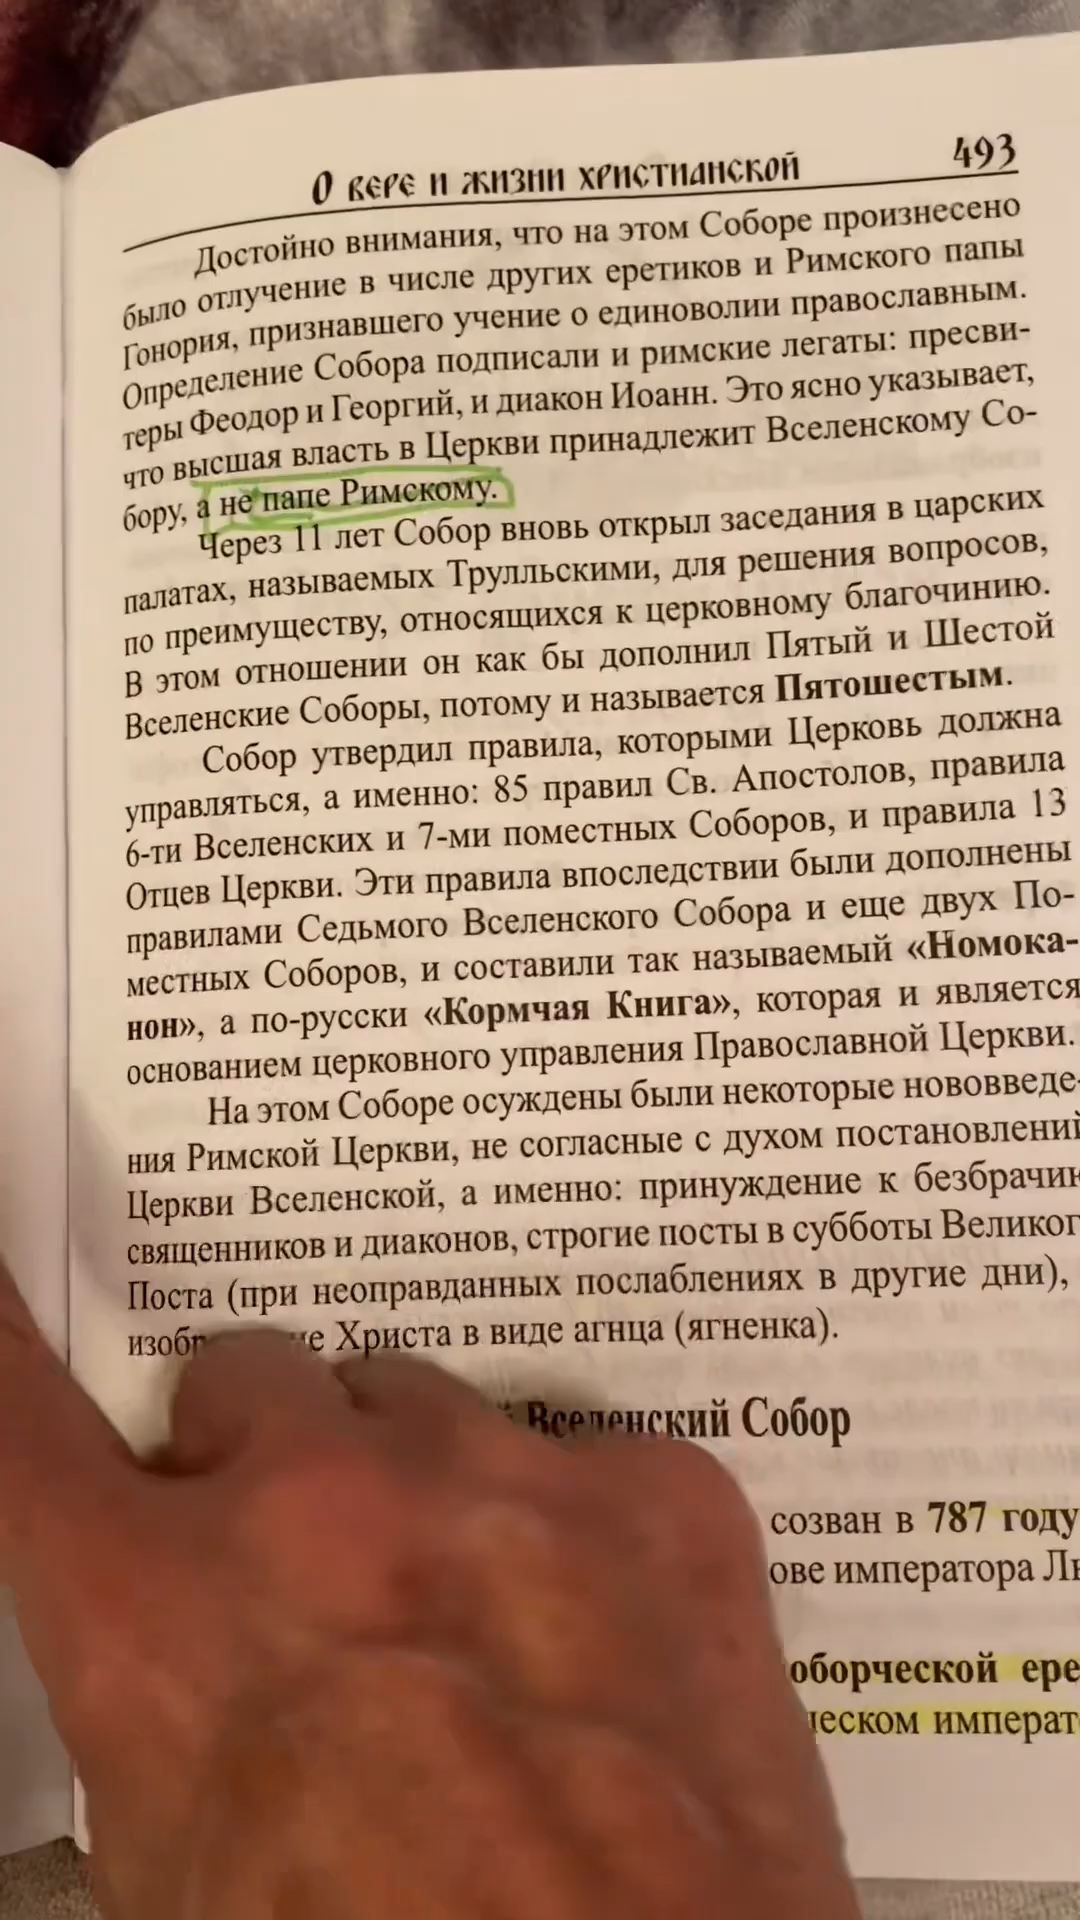 О вере и жизни христианской 493
Достойно внимания, что на этом Соборе произнесено
было отлучение в числе других еретиков и Римского папы
Гонория, признавшего учение о единоволии православным.
Определение Собора подписали и римские легаты: пресви-
теры Феодор и Георгий, и диакон Иоанн. Это ясно указывает,
что высшая власть в Церкви принадлежит Вселенскому Со-
бору, а не папе Римскому.
Через 11 лет Собор вновь открыл заседания в царских
палатах, называемых Трулльскими, для решения вопросов,
по преимуществу, относящихся к церковному благочинию.
В этом отношении он как бы дополнил Пятый и Шестой
Вселенские Соборы, потому и называется Пятошестым.
Собор утвердил правила, которыми Церковь должна
управляться, а именно: 85 правил Св. Апостолов, правила
6-ти Вселенских и 7-ми поместных Соборов, и правила 13
Отцев Церкви. Эти правила впоследствии были дополнены
правилами Седьмого Вселенского Собора и еще двух По-
местных Соборов, и составили так называемый «Номока-
нон», а по-русски «Кормчая Книга», которая и является
основанием церковного управления Православной Церкви.
На этом Соборе осуждены были некоторые нововведе-
ния Римской Церкви, не согласные с духом постановлений
Церкви Вселенской, а именно: принуждение к безбрачию
священников и диаконов, строгие посты в субботы Великог
Поста (при неоправданных послаблениях в другие дни),
Христа в виде агнца (ягненка).
Вселенский Собор
созван в 787 году
императора
оборческой ере
ческом императ